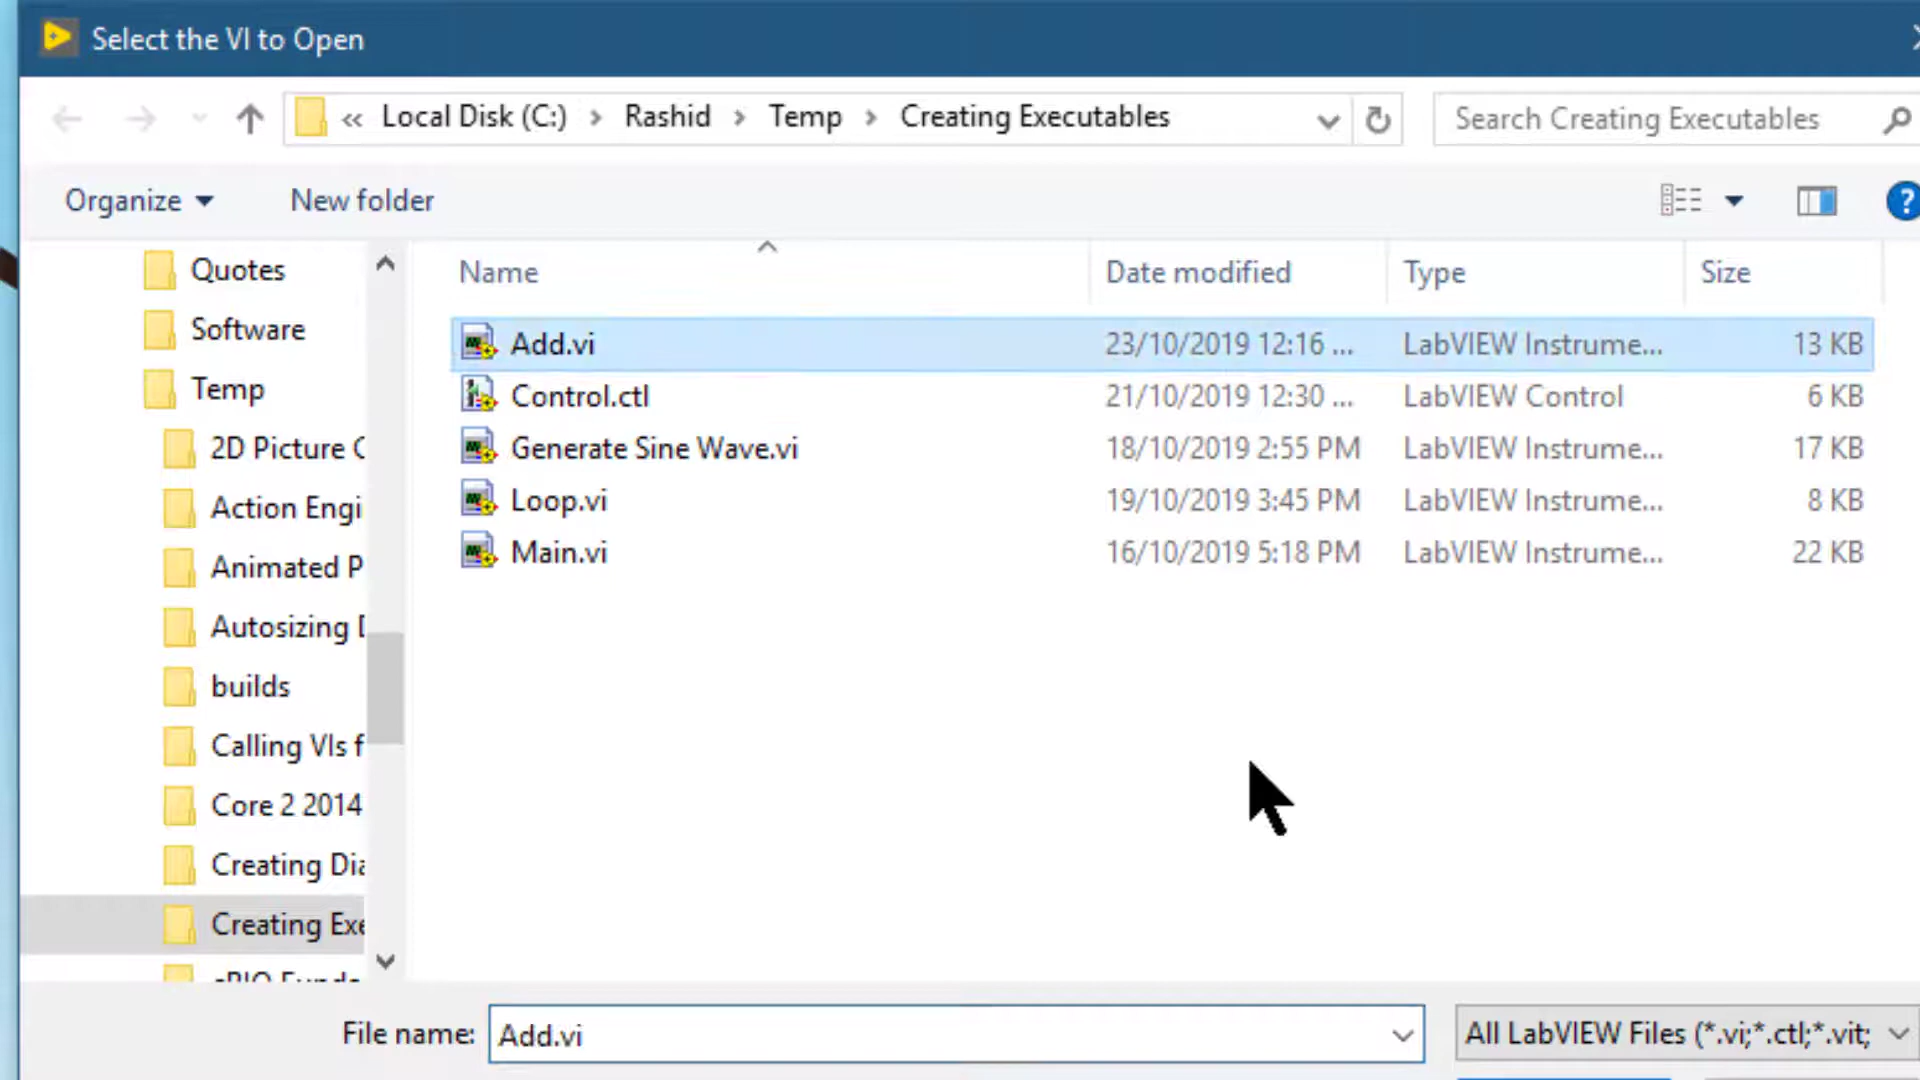 Select the VI to Open
« Local Disk (C:) › Rashid › Temp › Creating Executables
Search Creating Executables
Organize
New folder
?
Quotes
Software
Temp
2D Picture C
Action Engi
Animated P
Autosizing D
builds
Calling VIs f
Core 2 2014
Creating Dia
Creating Exe
Name Date modified Type Size
Add.vi 23/10/2019 12:16 ... LabVIEW Instrume... 13 KB
Control.ctl 21/10/2019 12:30 ... LabVIEW Control 6 KB
Generate Sine Wave.vi 18/10/2019 2:55 PM LabVIEW Instrume... 17 KB
Loop.vi 19/10/2019 3:45 PM LabVIEW Instrume... 8 KB
Main.vi 16/10/2019 5:18 PM LabVIEW Instrume... 22 KB
File name: Add.vi
All LabVIEW Files (*.vi;*.ctl;*.vit;